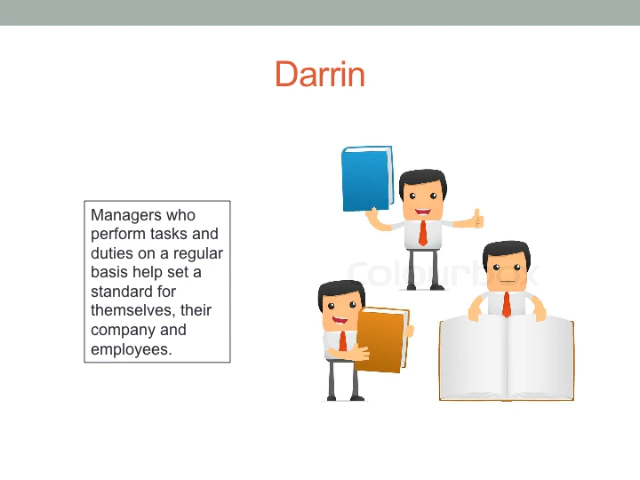 Darrin
Managers who
perform tasks and
duties on a regular
basis help set a
standard for
themselves, their
company and
employees.
Colourbox